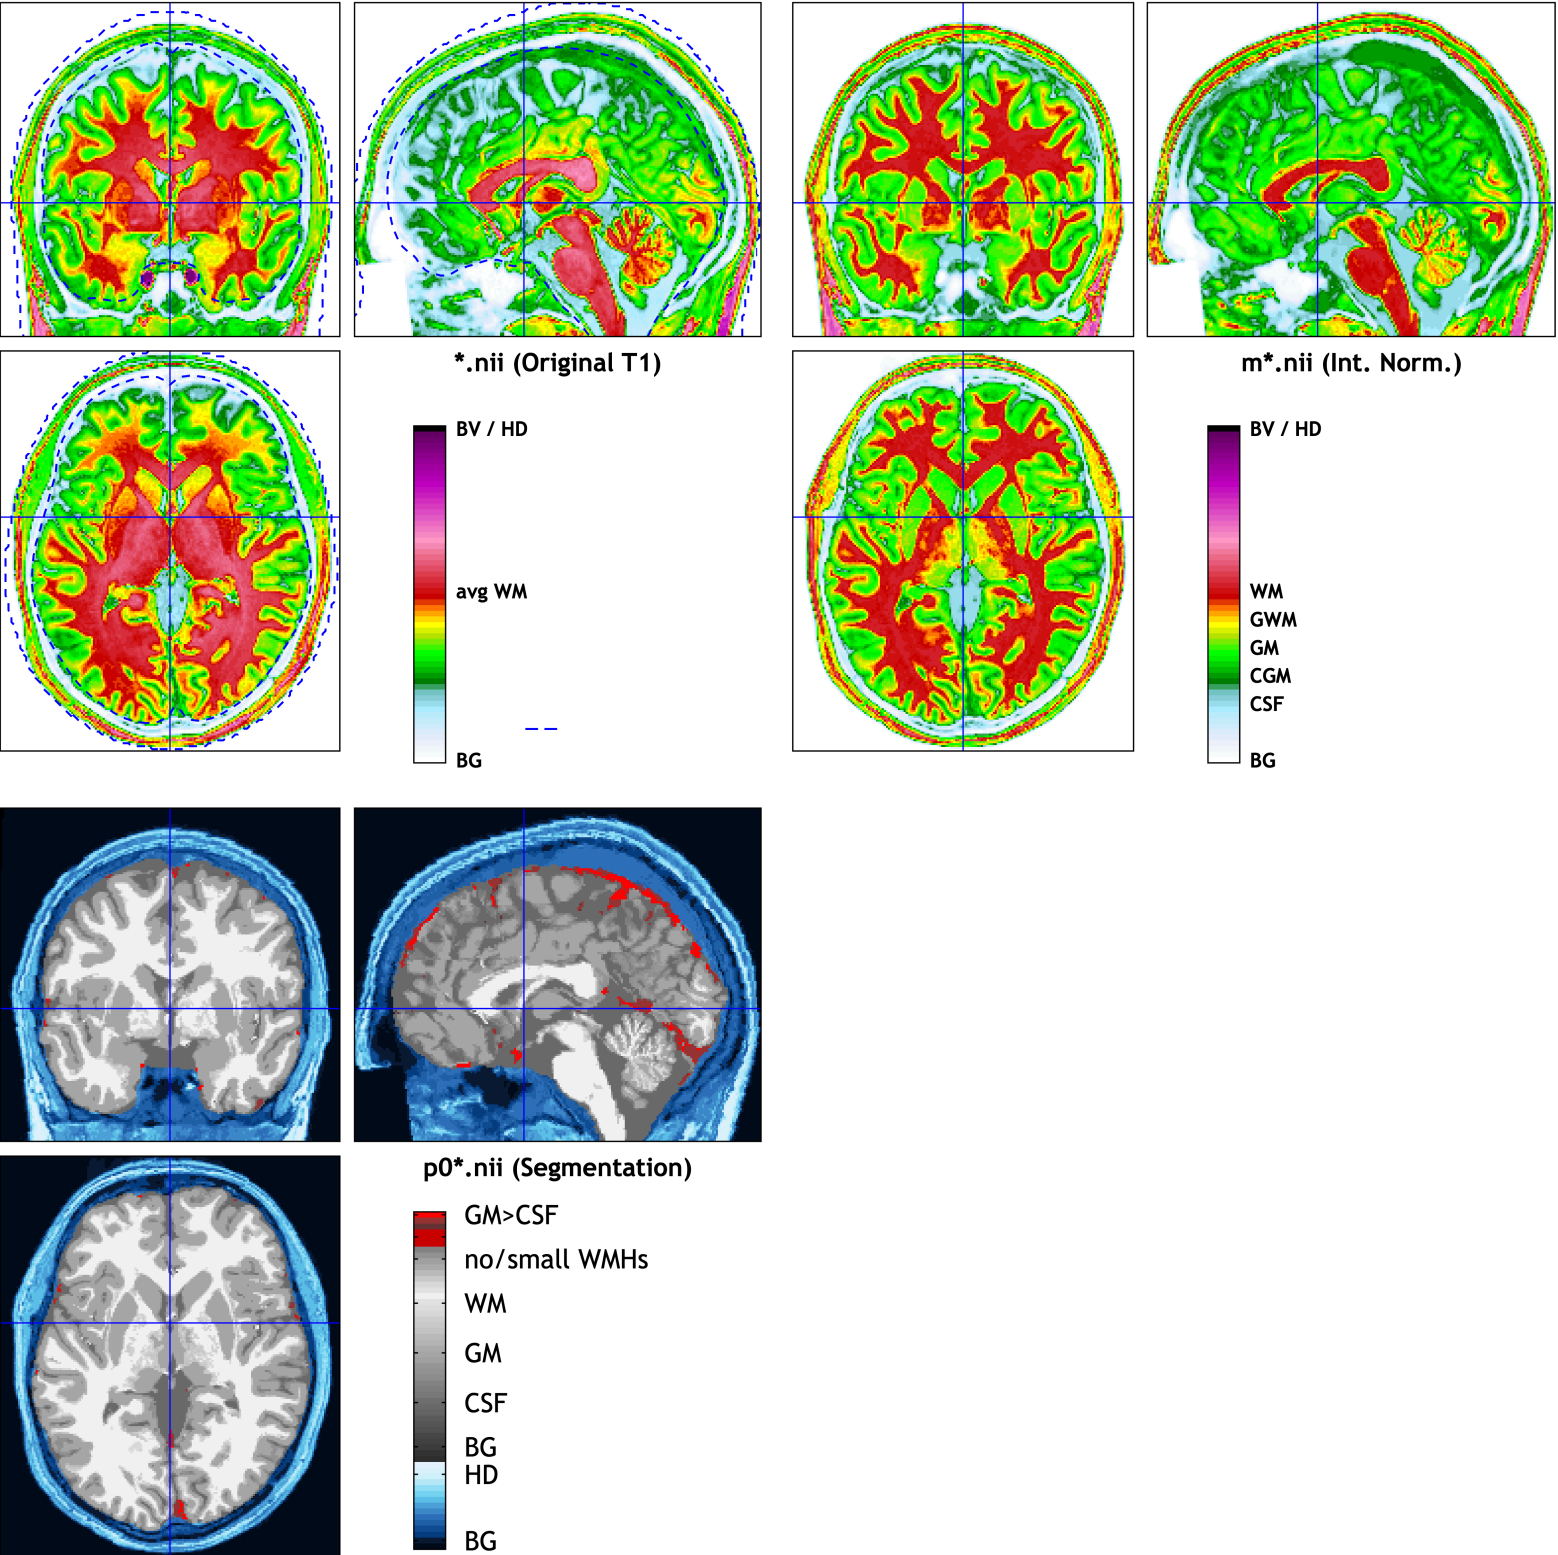 *.nii (Original T1)
BV / HD
avg WM
BG
m*.nii (Int. Norm.)
BV / HD
WM
GWM
GM
CGM
CSF
BG
p0*.nii (Segmentation)
GM>CSF
no/small WMHs
WM
GM
CSF
BG
HD
BG